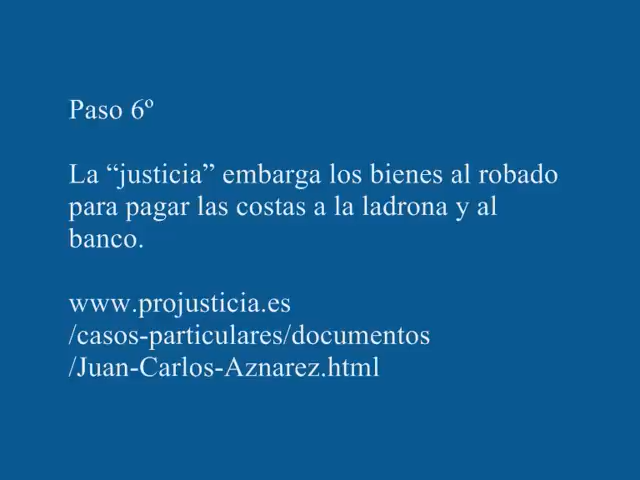 Paso 6º
La “justicia” embarga los bienes al robado
para pagar las costas a la ladrona y al
banco.
www.projusticia.es
/casos-particulares/documentos
/Juan-Carlos-Aznarez.html